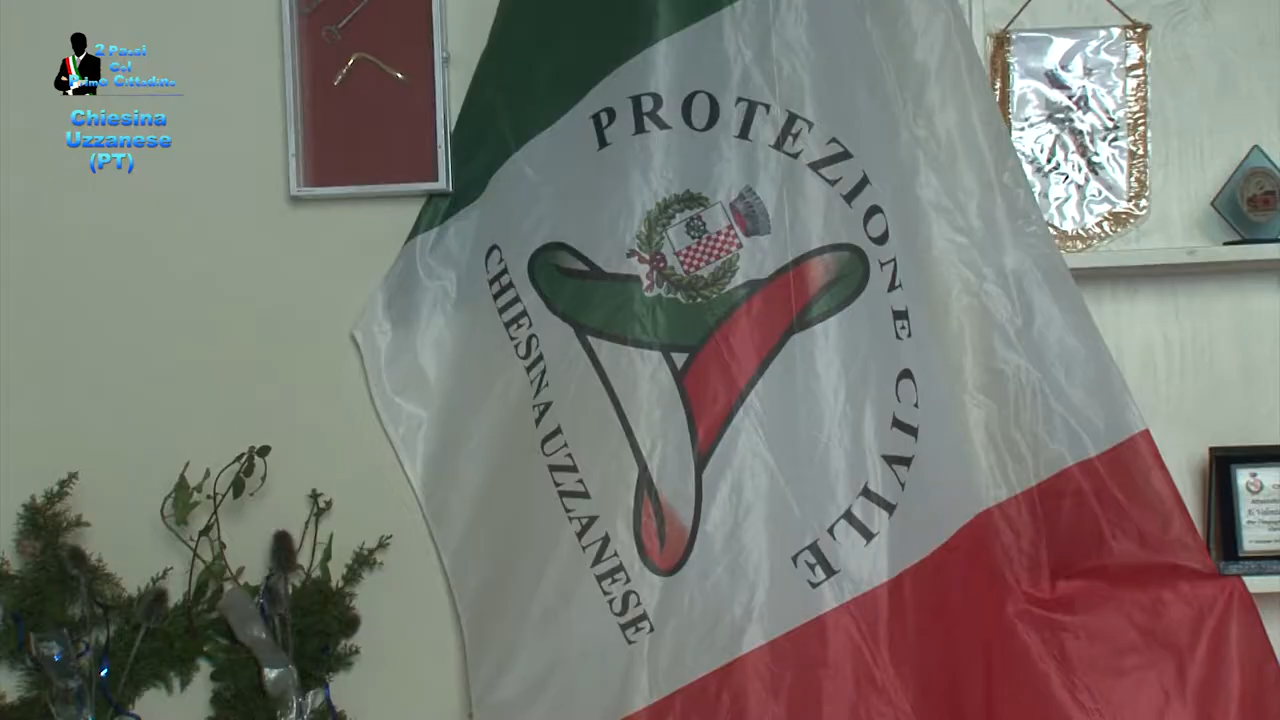 2 Passi
Col
Primo Cittadino
Chiesina
Uzzanese
(PT)
PROTEZIONE CIVILE
CHIESINA UZZANESE